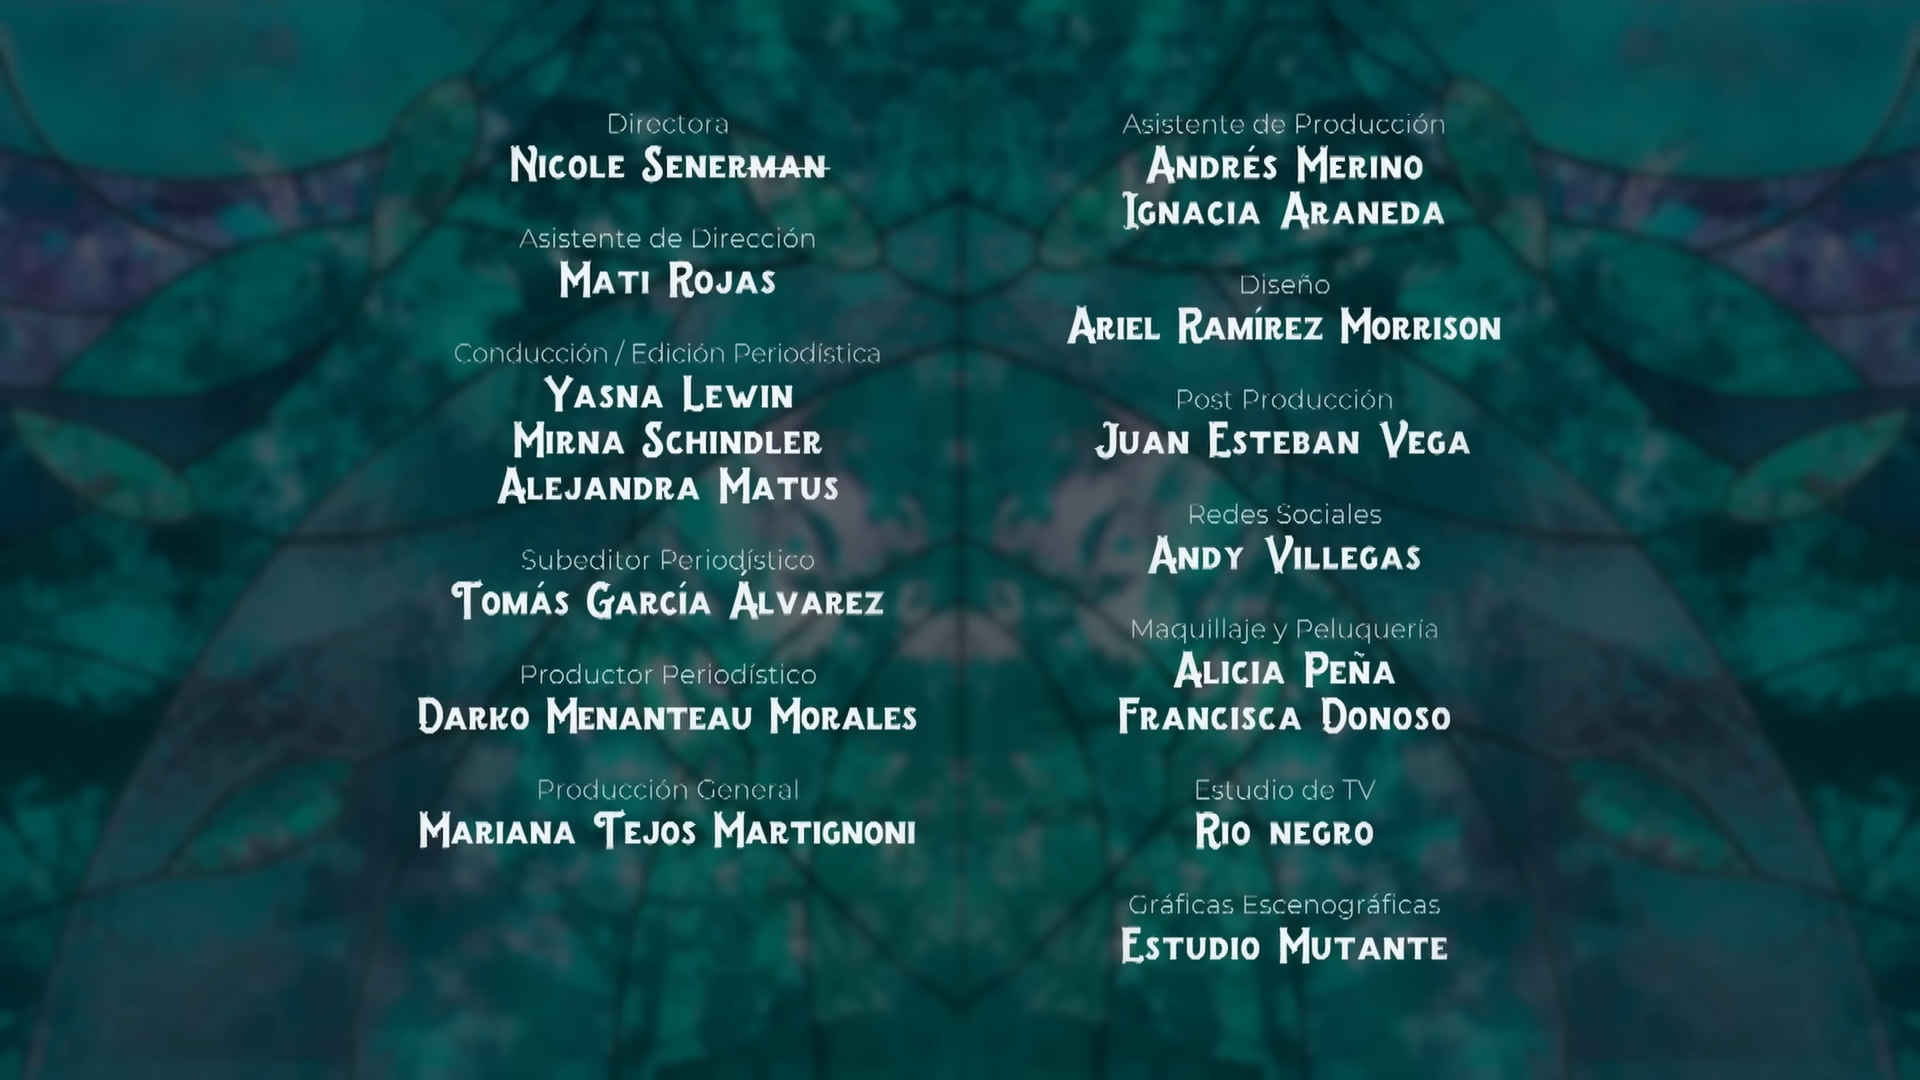 Directora
Nicole Senerman
Asistente de Dirección
Mati Rojas
Conducción / Edición Periodística
Yasna Lewin
Mirna Schindler
Alejandra Matus
Subeditor Periodístico
Tomás García Álvarez
Productor Periodístico
Darko Menanteau Morales
Producción General
Mariana Tejos Martignoni
Asistente de Producción
Andrés Merino
Ignacia Araneda
Diseño
Ariel Ramírez Morrison
Post Producción
Juan Esteban Vega
Redes Sociales
Andy Villegas
Maquillaje y Peluquería
Alicia Peña
Francisca Donoso
Estudio de TV
Rio negro
Gráficas Escenográficas
Estudio Mutante